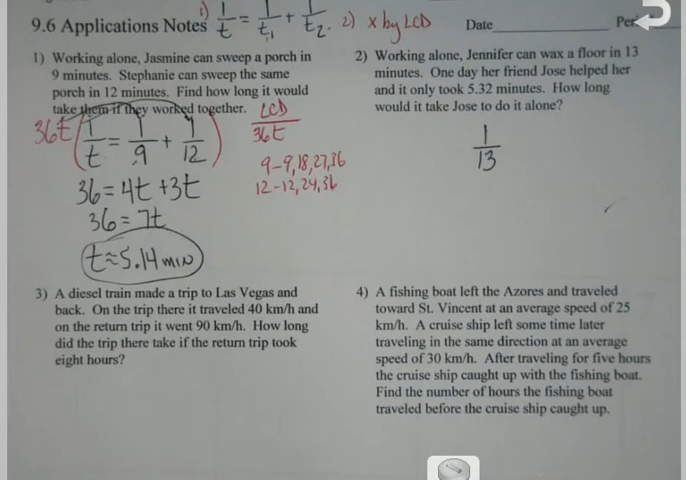 1) 1/t = 1/t₁ + 1/t₂. 2) x by LCD
9.6 Applications Notes
Date
1) Working alone, Jasmine can sweep a porch in
9 minutes. Stephanie can sweep the same
porch in 12 minutes. Find how long it would
take them if they worked together.
LCD
36t
36t(1/t = 1/9 + 1/12)
9-9,18,27,36
12-12,24,36
36=4t+3t
36=7t
t≈5.14 min
2) Working alone, Jennifer can wax a floor in 13
minutes. One day her friend Jose helped her
and it only took 5.32 minutes. How long
would it take Jose to do it alone?
1/13
3) A diesel train made a trip to Las Vegas and
back. On the trip there it traveled 40 km/h and
on the return trip it went 90 km/h. How long
did the trip there take if the return trip took
eight hours?
4) A fishing boat left the Azores and traveled
toward St. Vincent at an average speed of 25
km/h. A cruise ship left some time later
traveling in the same direction at an average
speed of 30 km/h. After traveling for five hours
the cruise ship caught up with the fishing boat.
Find the number of hours the fishing boat
traveled before the cruise ship caught up.